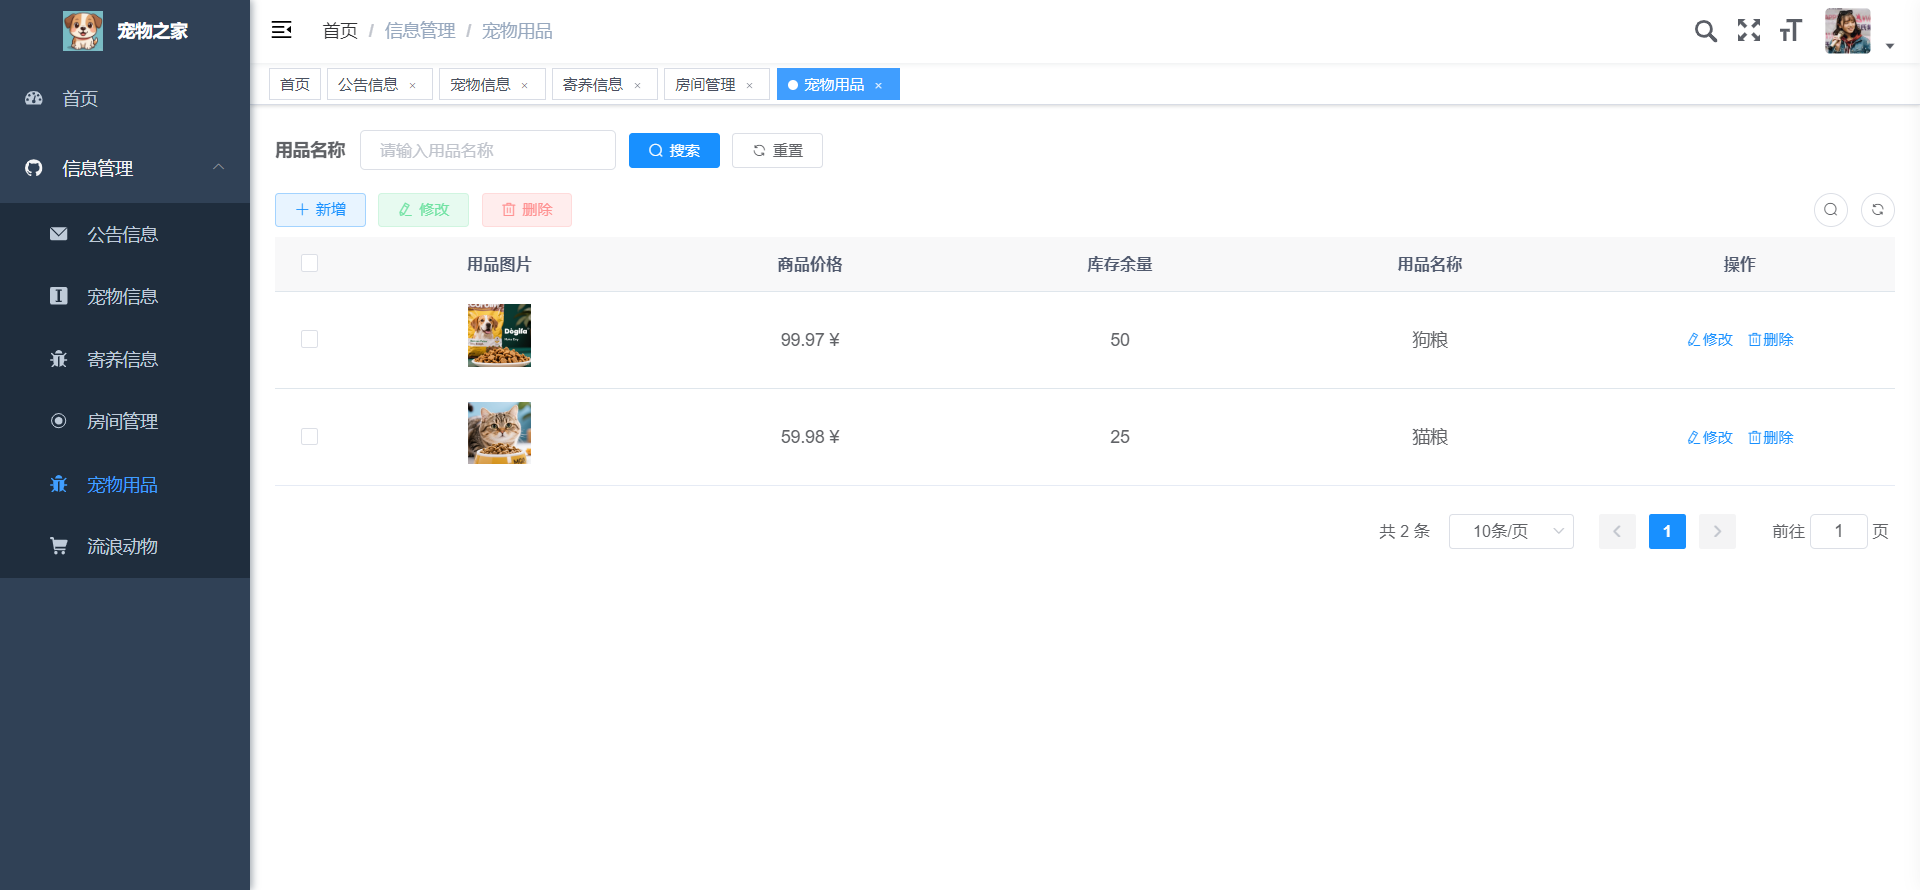 宠物之家
首页
信息管理
公告信息
宠物信息
寄养信息
房间管理
宠物用品
流浪动物
首页 / 信息管理 / 宠物用品
首页 公告信息 × 宠物信息 × 寄养信息 × 房间管理 × 宠物用品 ×
用品名称 请输入用品名称 搜索 重置
新增 修改 删除
用品图片 商品价格 库存余量 用品名称 操作
Dogifa
99.97 ¥ 50 狗粮 修改 删除
59.98 ¥ 25 猫粮 修改 删除
共 2 条 10条/页 1 前往 1 页